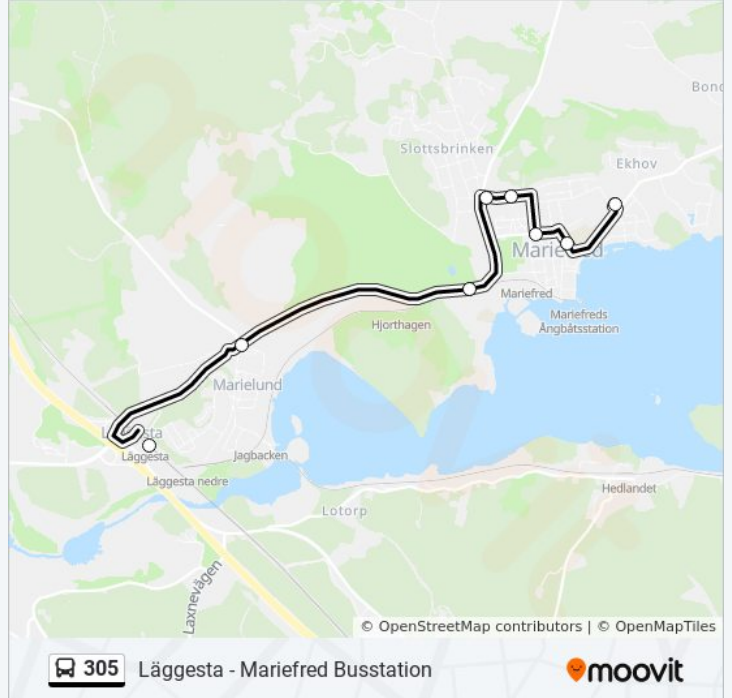 Bond
Slottsbrinken
Ekhov
Mariefred
Mariefred
Mariefreds
Ångbåtsstation
Hjorthagen
Marielund
Läggesta
Läggesta
Jagbacken
Läggesta nedre
Hedlandet
Lotorp
Laxnevägen
© OpenStreetMap contributors | © OpenMapTiles
305 Läggesta - Mariefred Busstation moovit